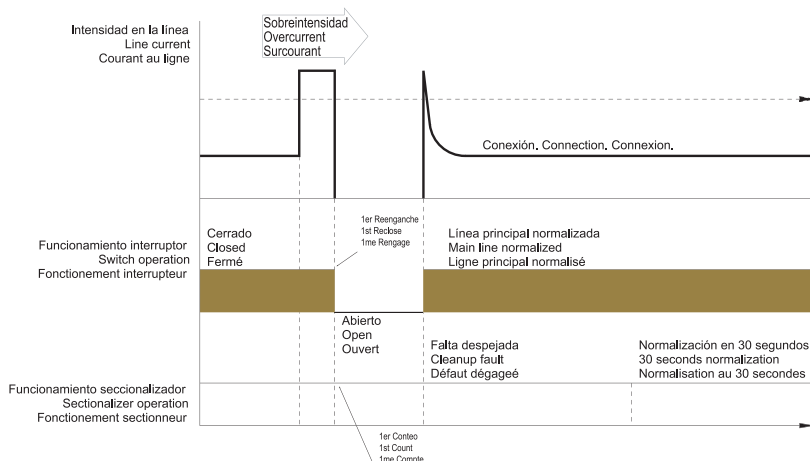 Intensidad en la línea
Line current
Courant au ligne
Sobreintensidad
Overcurrent
Surcourant
Conexión. Connection. Connexion.
Funcionamiento interruptor
Switch operation
Fonctionement interrupteur
Cerrado
Closed
Fermé
1er Reenganche
1st Reclose
1me Rengage
Línea principal normalizada
Main line normalized
Ligne principal normalisé
Abierto
Open
Ouvert
Falta despejada
Cleanup fault
Défaut dégageé
Normalización en 30 segundos
30 seconds normalization
Normalisation au 30 secondes
Funcionamiento seccionalizador
Sectionalizer operation
Fonctionement sectionneur
1er Conteo
1st Count
1me Compte